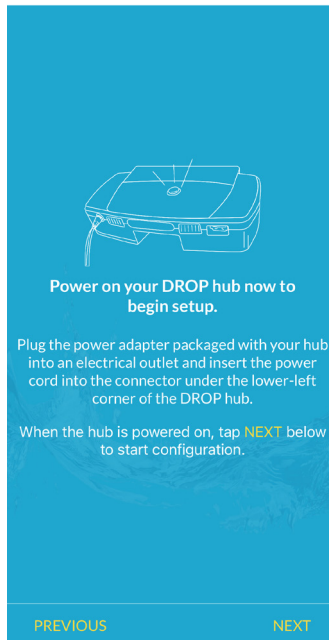 Power on your DROP hub now to
begin setup.
Plug the power adapter packaged with your hub
into an electrical outlet and insert the power
cord into the connector under the lower-left
corner of the DROP hub.
When the hub is powered on, tap NEXT below
to start configuration.
PREVIOUS
NEXT